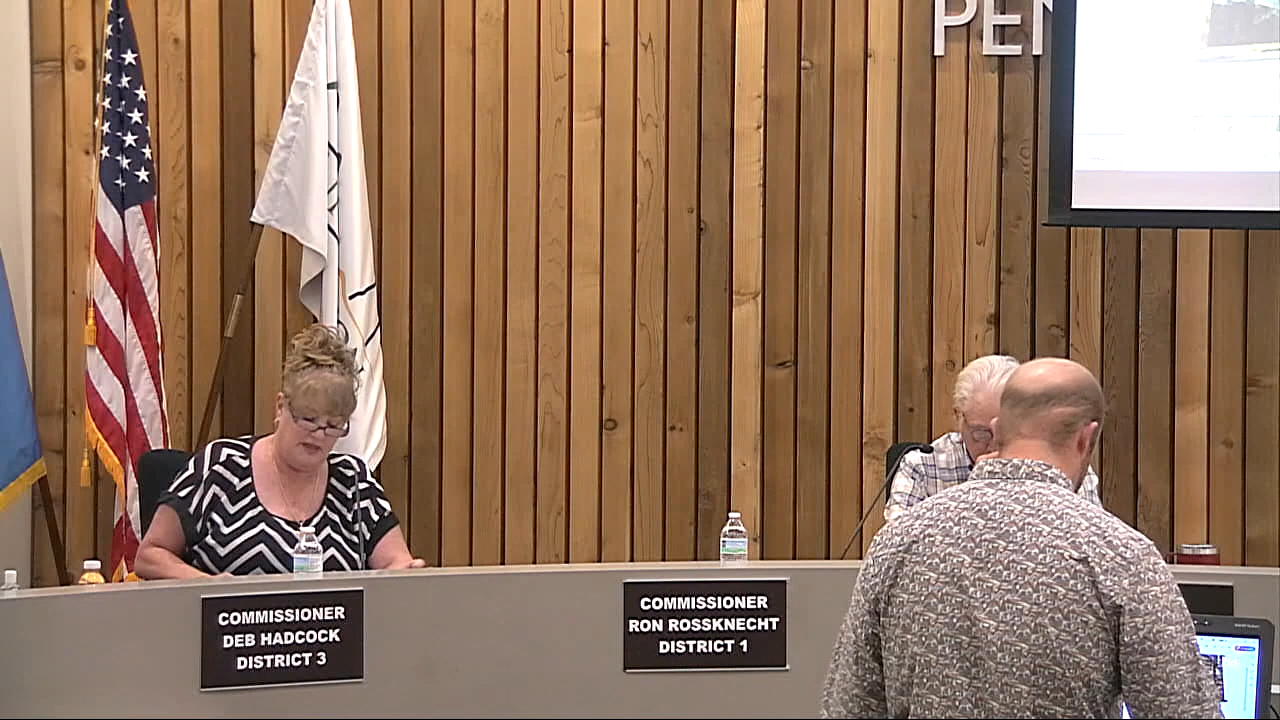 PEN
COMMISSIONER
DEB HADCOCK
DISTRICT 3
COMMISSIONER
RON ROSSKNECHT
DISTRICT 1